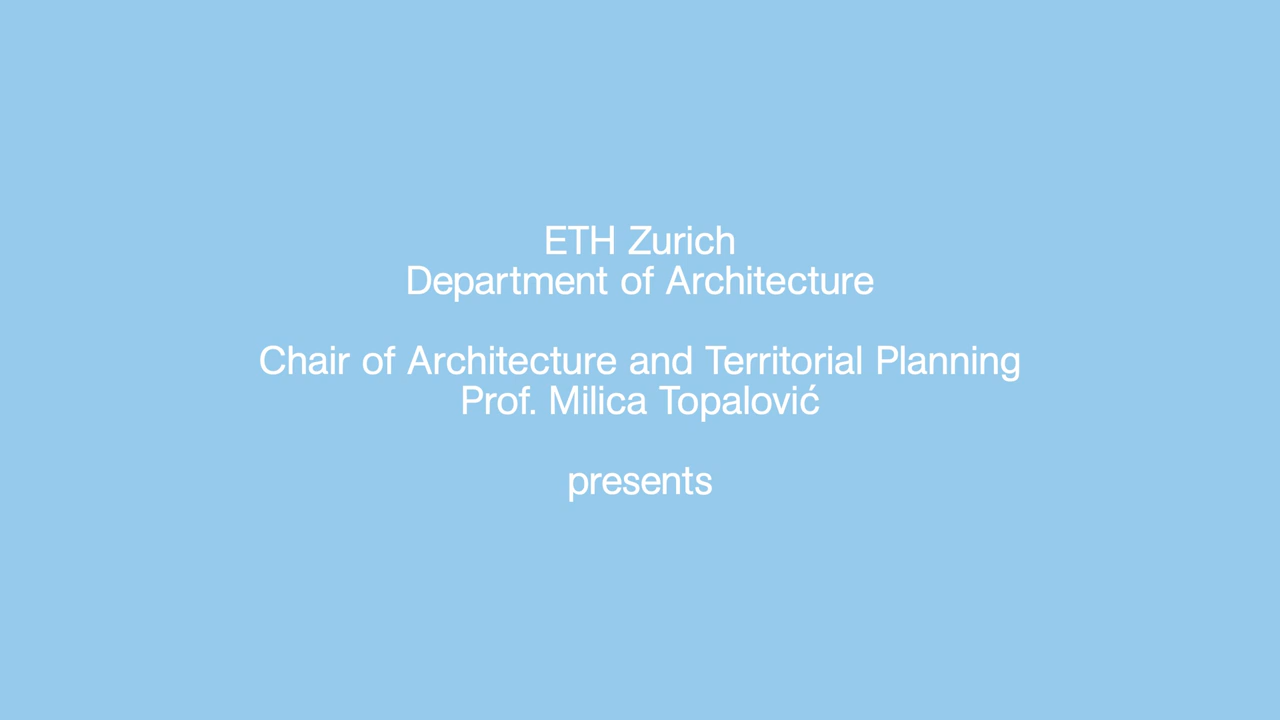 ETH Zurich
Department of Architecture
Chair of Architecture and Territorial Planning
Prof. Milica Topalović
presents